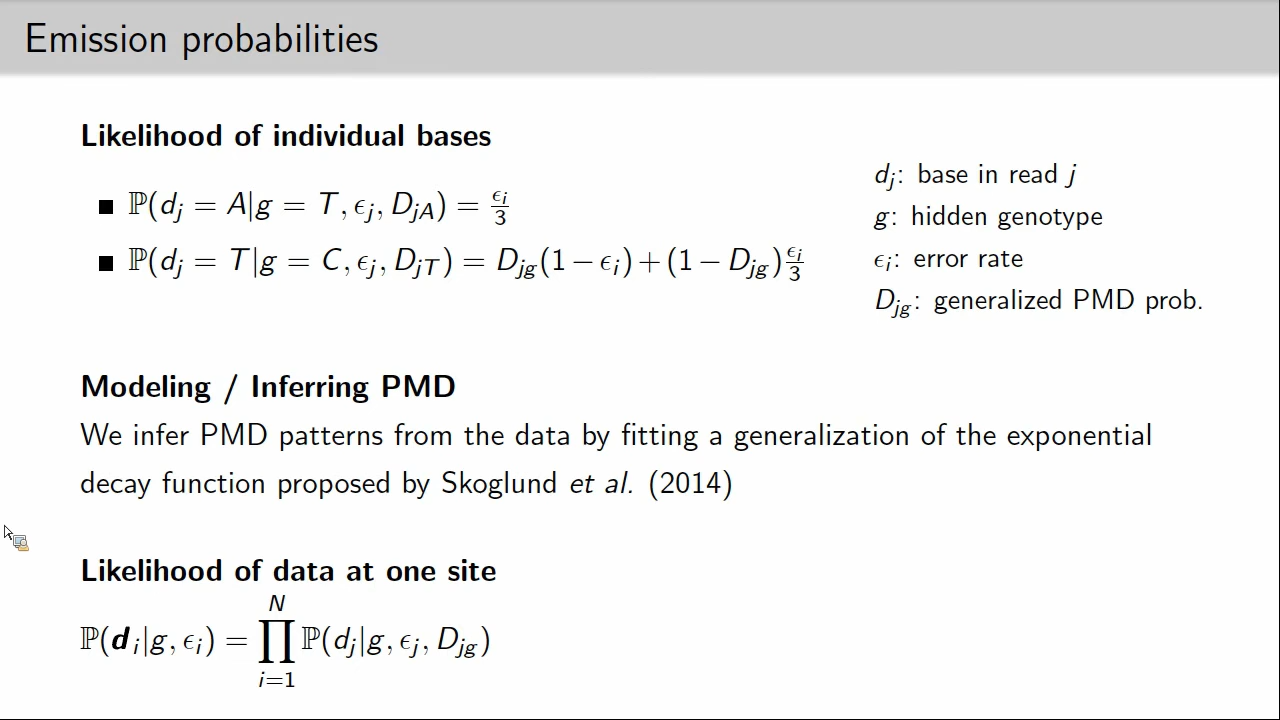 Emission probabilities
Likelihood of individual bases
ℙ(d_j = A|g = T, ϵ_j, D_jA) = ϵ_i/3
ℙ(d_j = T|g = C, ϵ_j, D_jT) = D_jg(1 − ϵ_i) + (1 − D_jg)ϵ_i/3
d_j: base in read j
g: hidden genotype
ϵ_i: error rate
D_jg: generalized PMD prob.
Modeling / Inferring PMD
We infer PMD patterns from the data by fitting a generalization of the exponential
decay function proposed by Skoglund et al. (2014)
Likelihood of data at one site
ℙ(d_i|g, ϵ_i) = ∏_{i=1}^{N} ℙ(d_j|g, ϵ_j, D_jg)